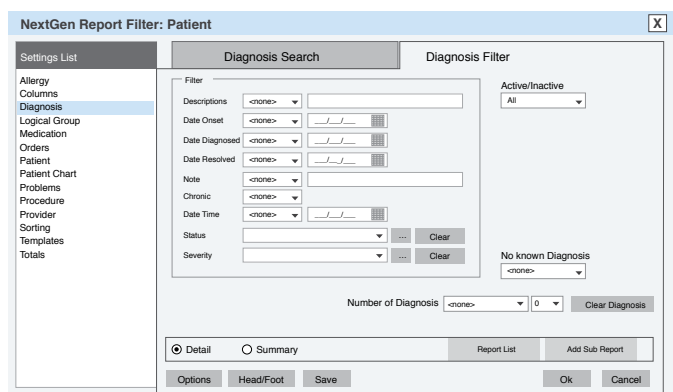 NextGen Report Filter: Patient X
Settings List
Diagnosis Search
Diagnosis Filter
Allergy
Columns
Diagnosis
Logical Group
Medication
Orders
Patient
Patient Chart
Problems
Procedure
Provider
Sorting
Templates
Totals
Filter
Descriptions <none>
Date Onset <none> __/__/__
Date Diagnosed <none> __/__/__
Date Resolved <none> __/__/__
Note <none>
Chronic <none>
Date Time <none> __/__/__
Status ... Clear
Severity ... Clear
Active/Inactive
All
No known Diagnosis
<none>
Number of Diagnosis <none> 0 Clear Diagnosis
Detail Summary Report List Add Sub Report
Options Head/Foot Save Ok Cancel